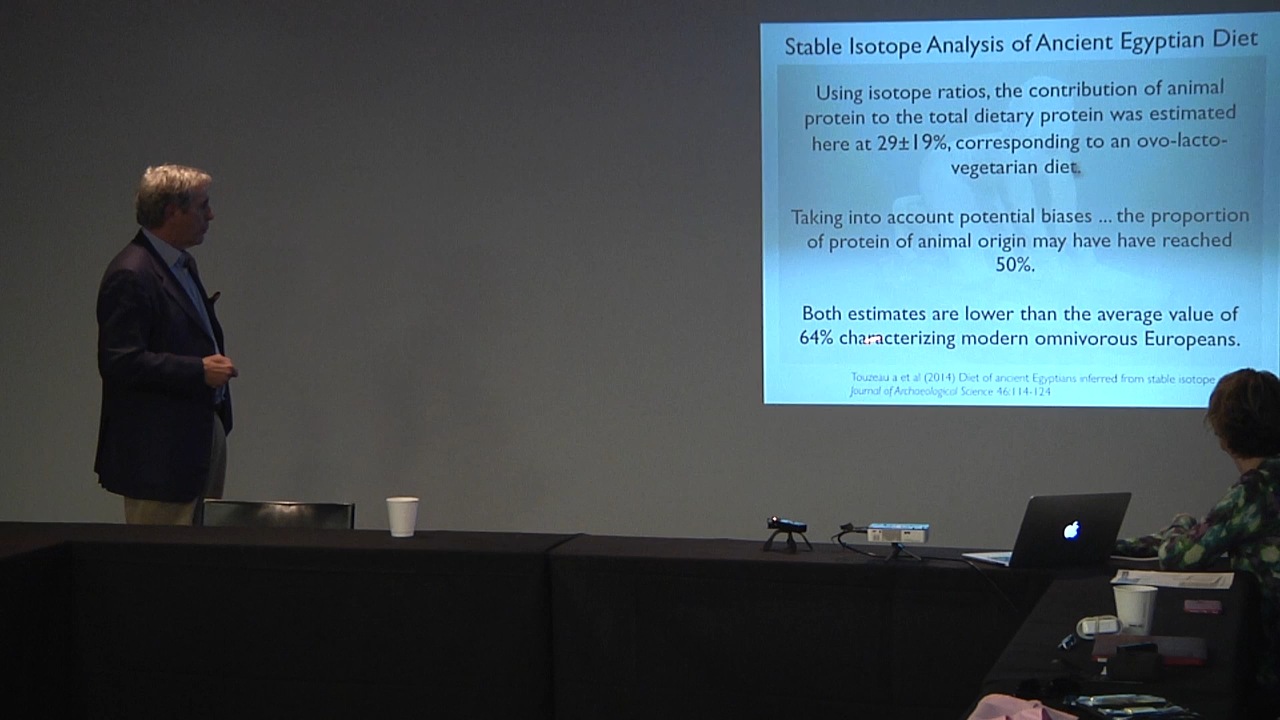 Stable Isotope Analysis of Ancient Egyptian Diet
Using isotope ratios, the contribution of animal
protein to the total dietary protein was estimated
here at 29±19%, corresponding to an ovo-lacto-
vegetarian diet.
Taking into account potential biases ... the proportion
of protein of animal origin may have have reached
50%.
Both estimates are lower than the average value of
64% characterizing modern omnivorous Europeans.
Touzeau a et al (2014) Diet of ancient Egyptians inferred from stable isotope
Journal of Archaeological Science 46:114-124